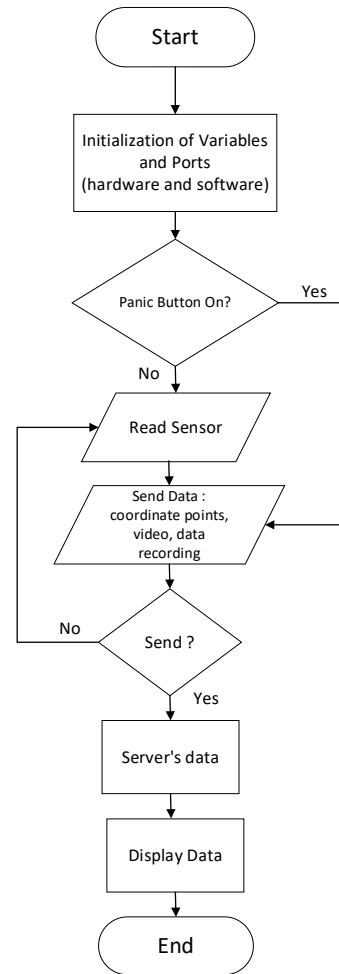 Start
Initialization of Variables
and Ports
(hardware and software)
Panic Button On?
Yes
No
Read Sensor
Send Data :
coordinate points,
video, data
recording
No
Send ?
Yes
Server's data
Display Data
End